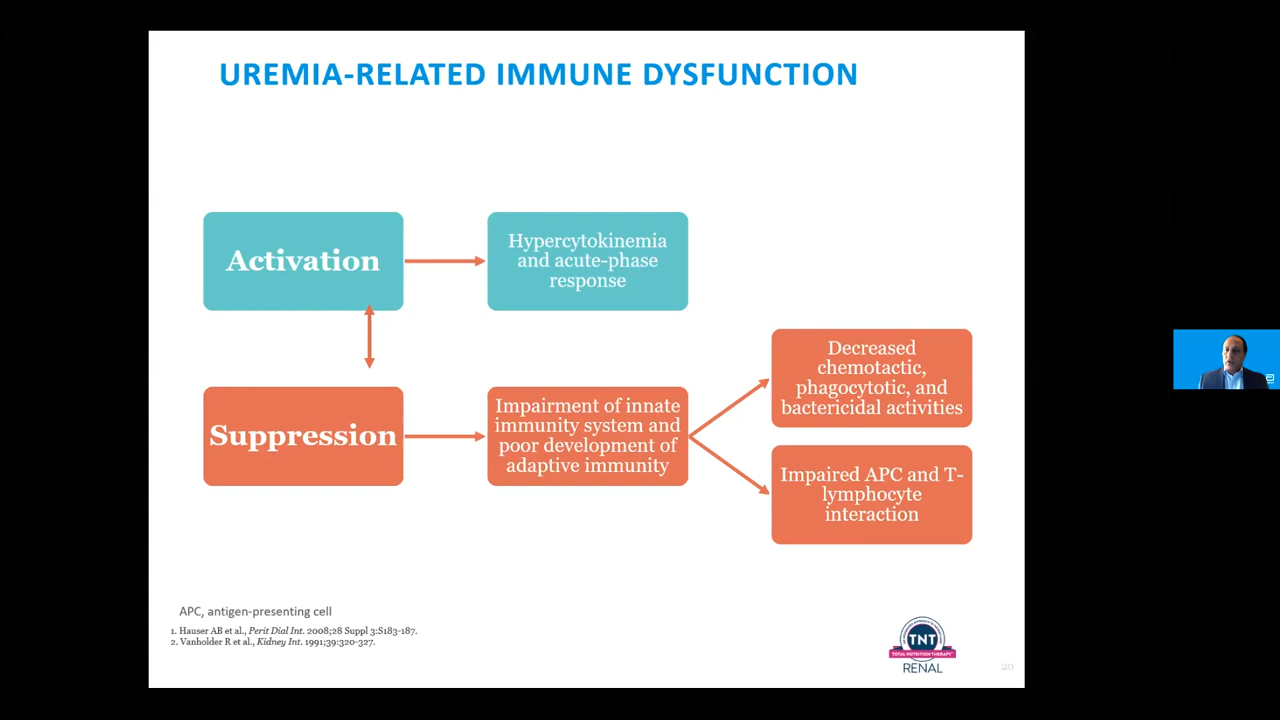 UREMIA-RELATED IMMUNE DYSFUNCTION
Activation
Hypercytokinemia
and acute-phase
response
Suppression
Impairment of innate
immunity system and
poor development of
adaptive immunity
Decreased
chemotactic,
phagocytotic, and
bactericidal activities
Impaired APC and T-
lymphocyte
interaction
APC, antigen-presenting cell
1. Hauser AB et al., Perit Dial Int. 2008;28 Suppl 3:S183-187.
2. Vanholder R et al., Kidney Int. 1991;39:320-327.
TNT
TOTAL NUTRITION THERAPY
RENAL
20